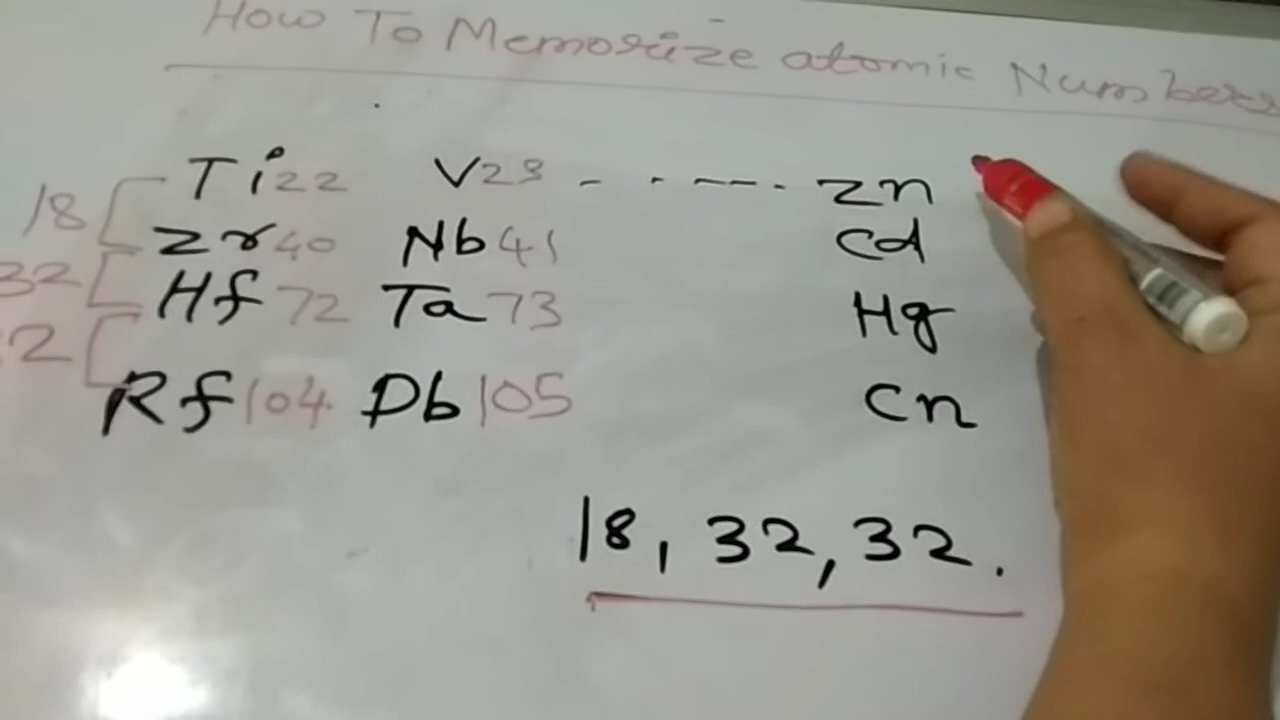 How To Memorize atomic Numbers
Ti22 V23 - . - - - . Zn
18
Zr40 Nb41 Cd
32
Hf72 Ta73 Hg
2
Rf104. Db105 Cn
18, 32, 32.